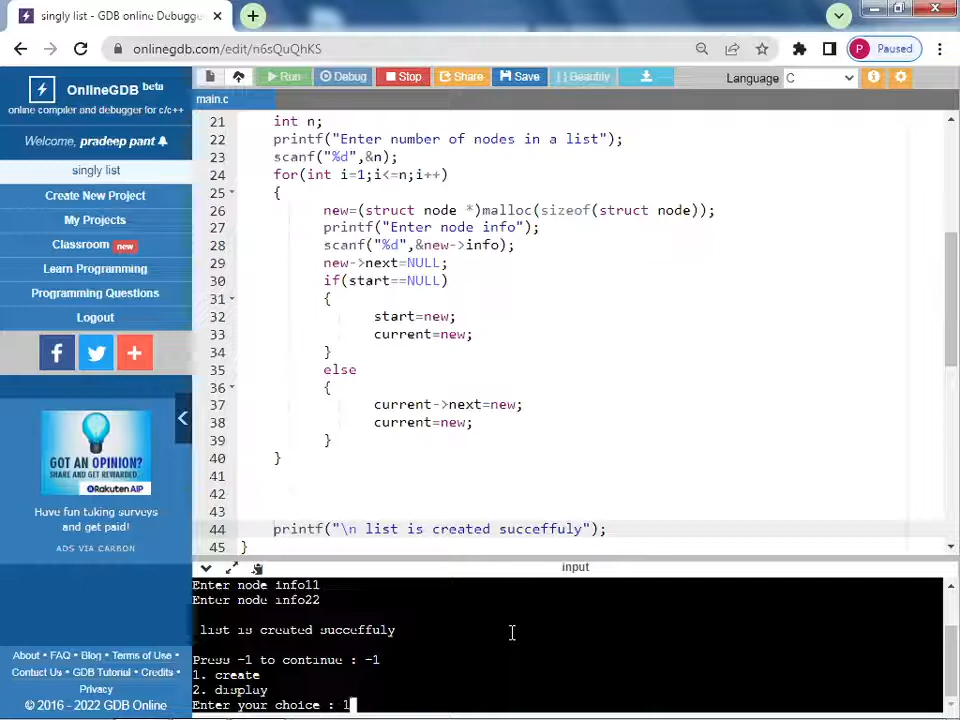 singly list - GDB online Debugge
onlinegdb.com/edit/n6sQuQhKS
P Paused
OnlineGDB beta
online compiler and debugger for c/c++
Welcome, pradeep pant
singly list
Create New Project
My Projects
Classroom new
Learn Programming
Programming Questions
Logout
GOT AN OPINION?
SHARE AND GET REWARDED.
Rakuten AIP
Have fun taking surveys
and get paid!
ADS VIA CARBON
About • FAQ • Blog • Terms of Use •
Contact Us • GDB Tutorial • Credits •
Privacy
© 2016 - 2022 GDB Online
Run Debug Stop Share Save { } Beautify Language C
main.c
21 int n;
22 printf("Enter number of nodes in a list");
23 scanf("%d",&n);
24 for(int i=1;i<=n;i++)
25 {
26 new=(struct node *)malloc(sizeof(struct node));
27 printf("Enter node info");
28 scanf("%d",&new->info);
29 new->next=NULL;
30 if(start==NULL)
31 {
32 start=new;
33 current=new;
34 }
35 else
36 {
37 current->next=new;
38 current=new;
39 }
40 }
41
42
43
44 printf("\n list is created succeffuly");
45 }
input
Enter node info11
Enter node info22
list is created succeffuly
Press -1 to continue : -1
1. create
2. display
Enter your choice : 1